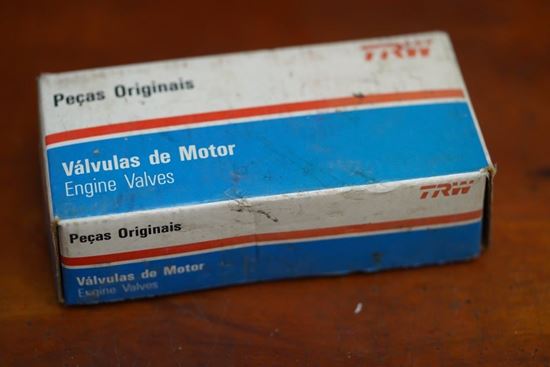 TRW
Peças Originais
Válvulas de Motor
Engine Valves
TRW
Peças Originais
Válvulas de Motor
Engine Valves